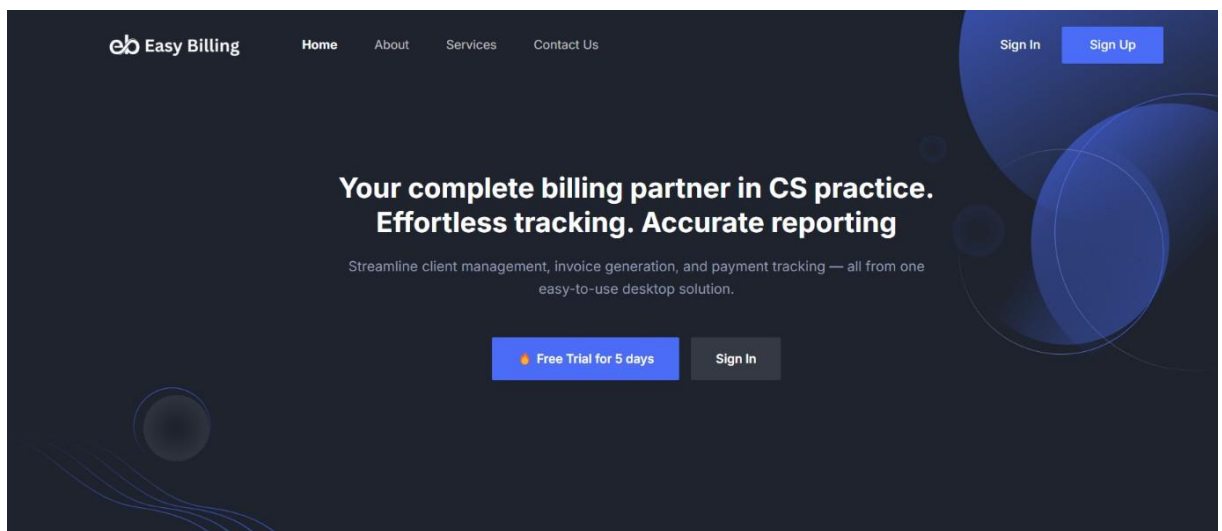 eb Easy Billing
Home About Services Contact Us
Sign In Sign Up
Your complete billing partner in CS practice.
Effortless tracking. Accurate reporting
Streamline client management, invoice generation, and payment tracking — all from one
easy-to-use desktop solution.
🔥 Free Trial for 5 days
Sign In